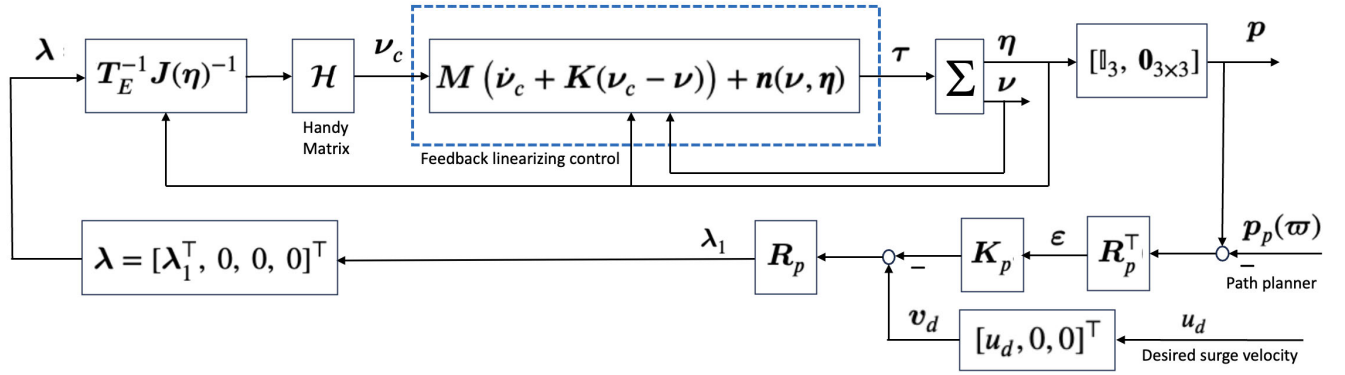 λ
T_E^{-1} J(η)^{-1}
ℋ
Handy
Matrix
ν_c
M (ν̇_c + K(ν_c − ν)) + n(ν, η)
Feedback linearizing control
τ
Σ
η
ν
[𝕀_3, 0_{3×3}]
p
λ = [λ_1^⊤, 0, 0, 0]^⊤
λ_1
R_p
−
K_p
ε
R_p^⊤
−
p_p(ϖ)
Path planner
υ_d
[u_d, 0, 0]^⊤
u_d
Desired surge velocity